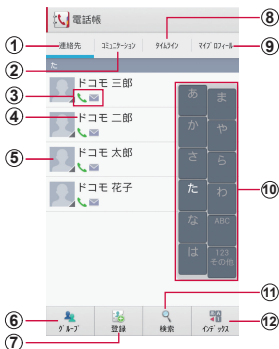 電話帳
⑧
① 連絡先 コミュニケーション タイムライン マイプロフィール ⑨
②
た
③ ドコモ 三郎
④ ドコモ 二郎
⑤ ドコモ 太郎
ドコモ 花子
あ ま
か や
さ ら
た わ ⑩
な ABC
は 123 その他
⑪
⑥ グループ 登録 検索 インデックス ⑫
⑦